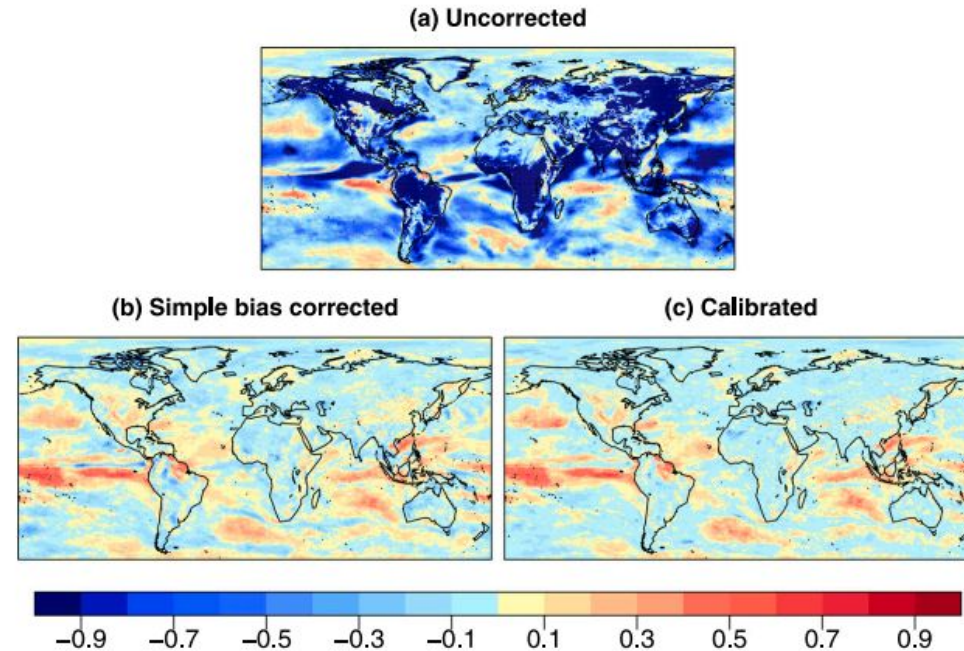 (a) Uncorrected
(b) Simple bias corrected
(c) Calibrated
−0.9 −0.7 −0.5 −0.3 −0.1 0.1 0.3 0.5 0.7 0.9